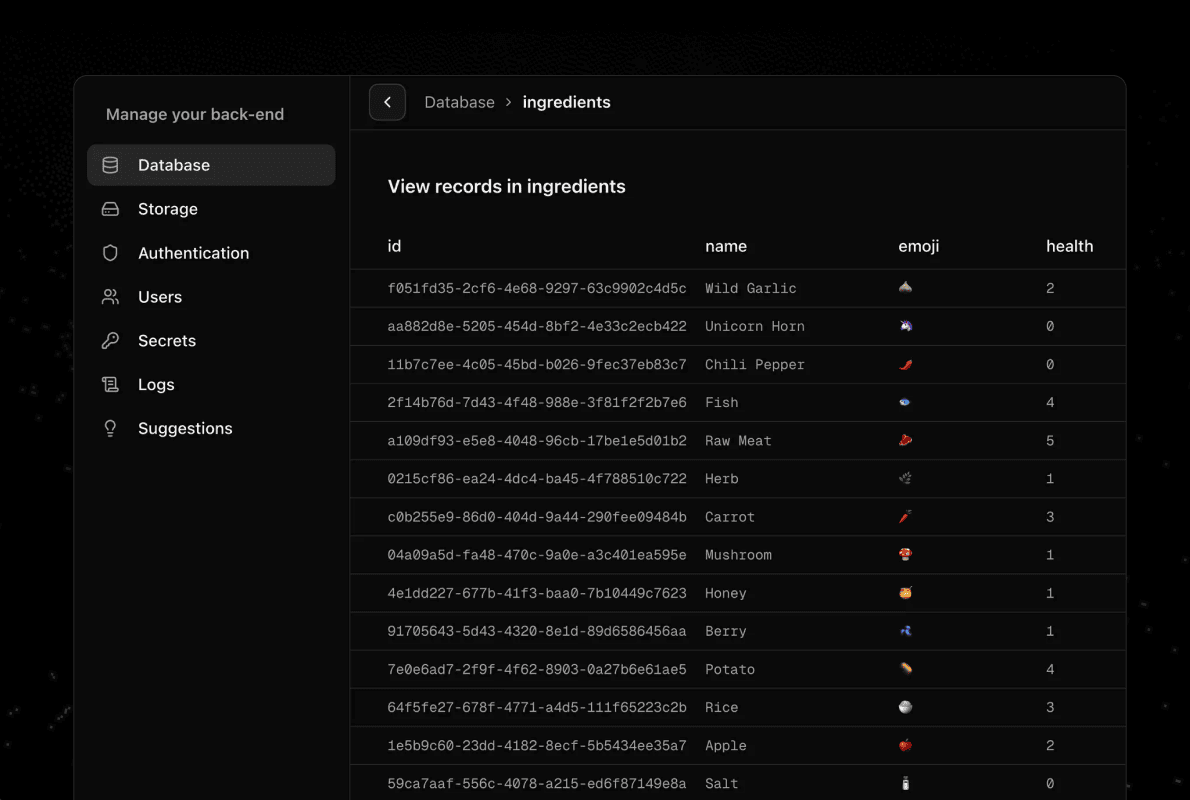 Manage your back-end
Database
Storage
Authentication
Users
Secrets
Logs
Suggestions
Database > ingredients
View records in ingredients
id name emoji health
f051fd35-2cf6-4e68-9297-63c9902c4d5c Wild Garlic 🧄 2
aa882d8e-5205-454d-8bf2-4e33c2ecb422 Unicorn Horn 🦄 0
11b7c7ee-4c05-45bd-b026-9fec37eb83c7 Chili Pepper 🌶️ 0
2f14b76d-7d43-4f48-988e-3f81f2f2b7e6 Fish 🐟 4
a109df93-e5e8-4048-96cb-17be1e5d01b2 Raw Meat 🥩 5
0215cf86-ea24-4dc4-ba45-4f788510c722 Herb 🌿 1
c0b255e9-86d0-404d-9a44-290fee09484b Carrot 🥕 3
04a09a5d-fa48-470c-9a0e-a3c401ea595e Mushroom 🍄 1
4e1dd227-677b-41f3-baa0-7b10449c7623 Honey 🍯 1
91705643-5d43-4320-8e1d-89d6586456aa Berry 🫐 1
7e0e6ad7-2f9f-4f62-8903-0a27b6e61ae5 Potato 🥔 4
64f5fe27-678f-4771-a4d5-111f65223c2b Rice 🍚 3
1e5b9c60-23dd-4182-8ecf-5b5434ee35a7 Apple 🍎 2
59ca7aaf-556c-4078-a215-ed6f87149e8a Salt 🧂 0